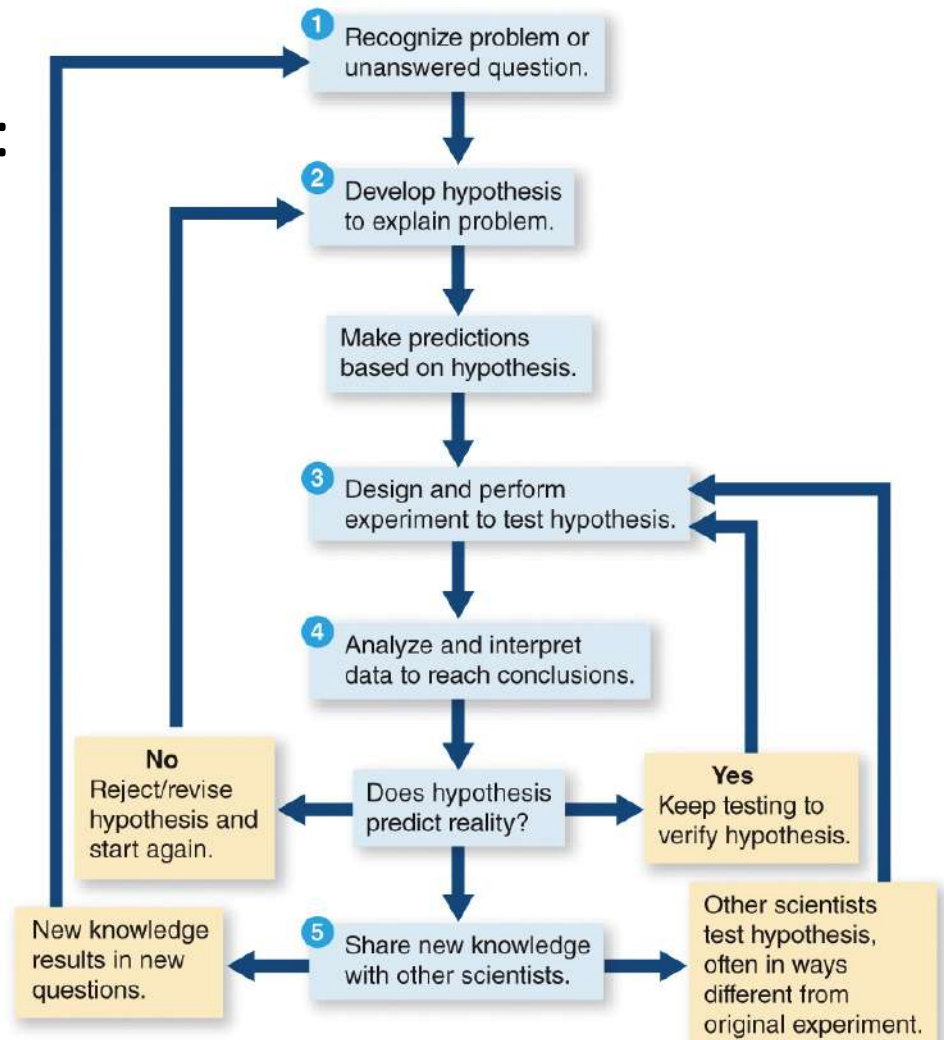 1
Recognize problem or
unanswered question.
:
2
Develop hypothesis
to explain problem.
Make predictions
based on hypothesis.
3
Design and perform
experiment to test hypothesis.
4
Analyze and interpret
data to reach conclusions.
No
Reject/revise
hypothesis and
start again.
Does hypothesis
predict reality?
Yes
Keep testing to
verify hypothesis.
New knowledge
results in new
questions.
5
Share new knowledge
with other scientists.
Other scientists
test hypothesis,
often in ways
different from
original experiment.